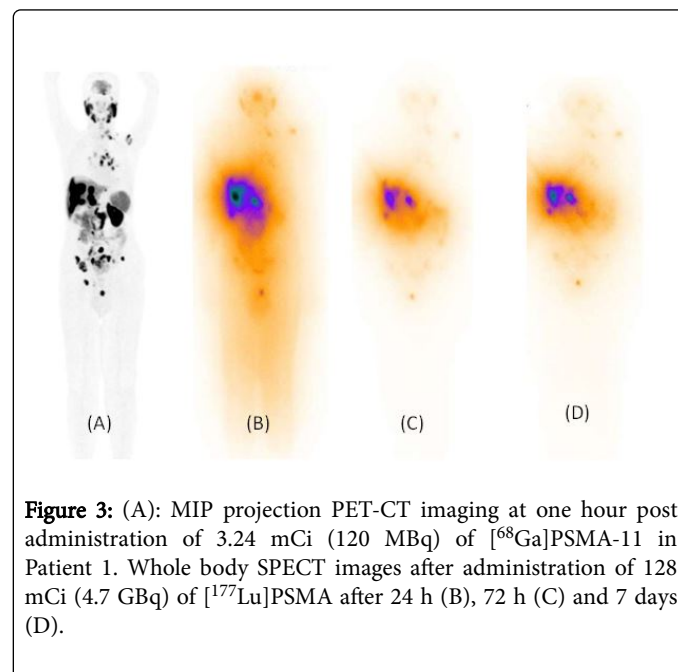 (A) (B) (C) (D)
Figure 3: (A): MIP projection PET-CT imaging at one hour post
administration of 3.24 mCi (120 MBq) of [⁶⁸Ga]PSMA-11 in
Patient 1. Whole body SPECT images after administration of 128
mCi (4.7 GBq) of [¹⁷⁷Lu]PSMA after 24 h (B), 72 h (C) and 7 days
(D).